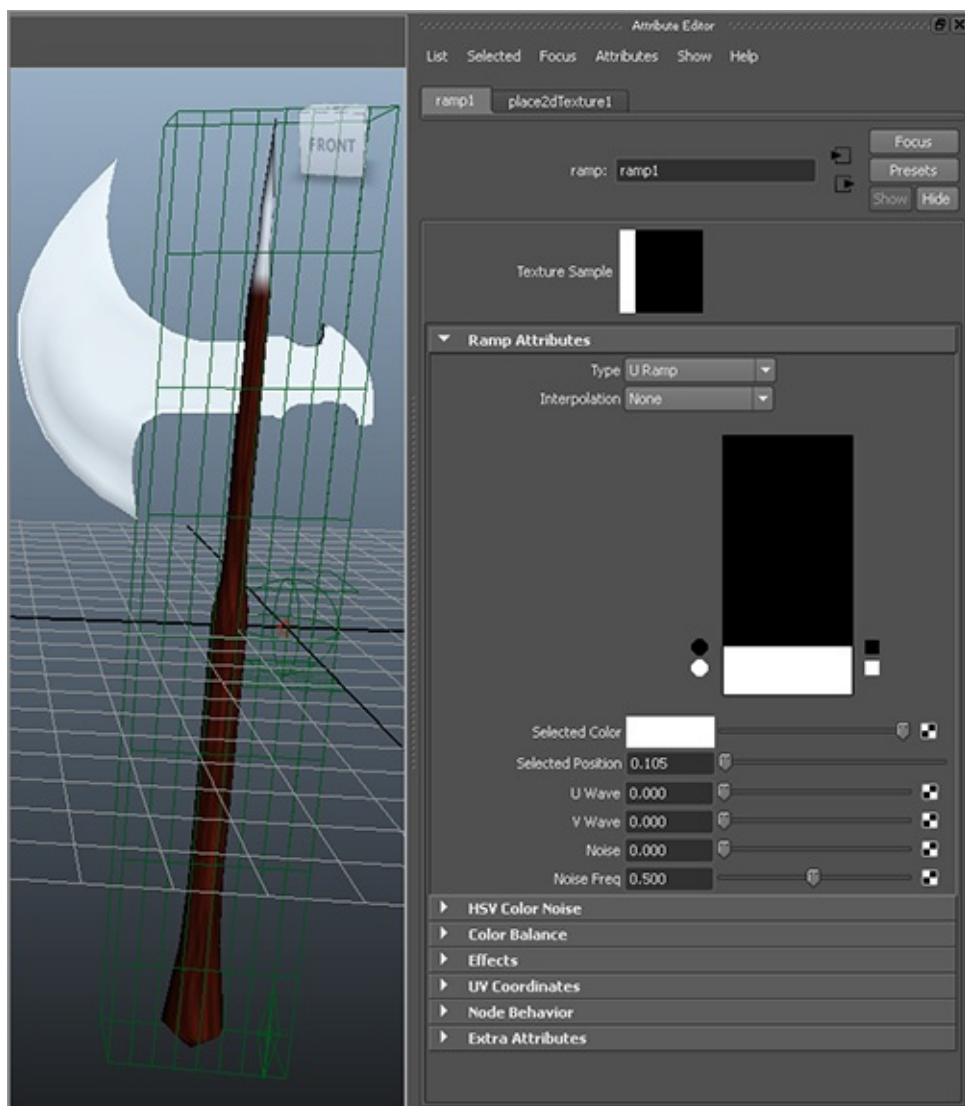 Attribute Editor
List Selected Focus Attributes Show Help
ramp1 place2dTexture1
FRONT
ramp: ramp1
Focus
Presets
Show Hide
Texture Sample
Ramp Attributes
Type U Ramp
Interpolation None
Selected Color
Selected Position 0.105
U Wave 0.000
V Wave 0.000
Noise 0.000
Noise Freq 0.500
HSV Color Noise
Color Balance
Effects
UV Coordinates
Node Behavior
Extra Attributes